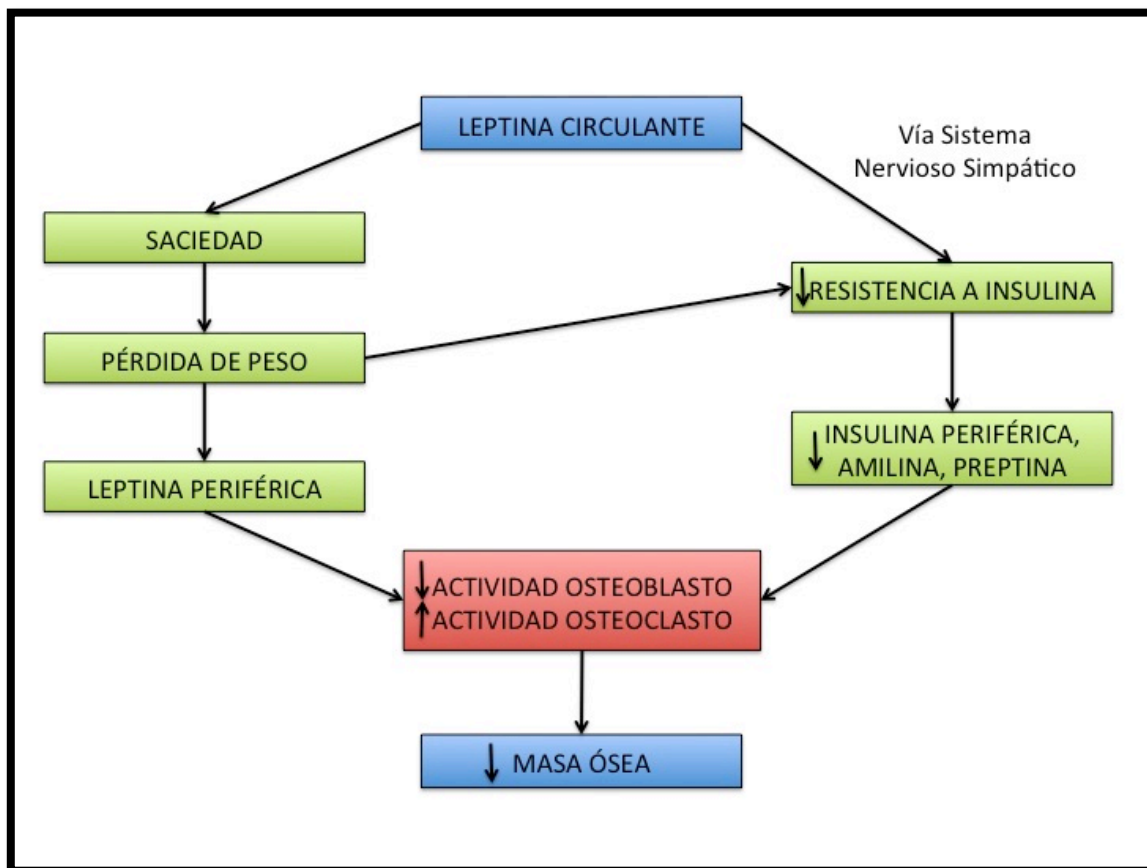 LEPTINA CIRCULANTE
Vía Sistema
Nervioso Simpático
SACIEDAD
↓RESISTENCIA A INSULINA
PÉRDIDA DE PESO
↓ INSULINA PERIFÉRICA,
AMILINA, PREPTINA
LEPTINA PERIFÉRICA
↓ACTIVIDAD OSTEOBLASTO
↑ACTIVIDAD OSTEOCLASTO
↓ MASA ÓSEA